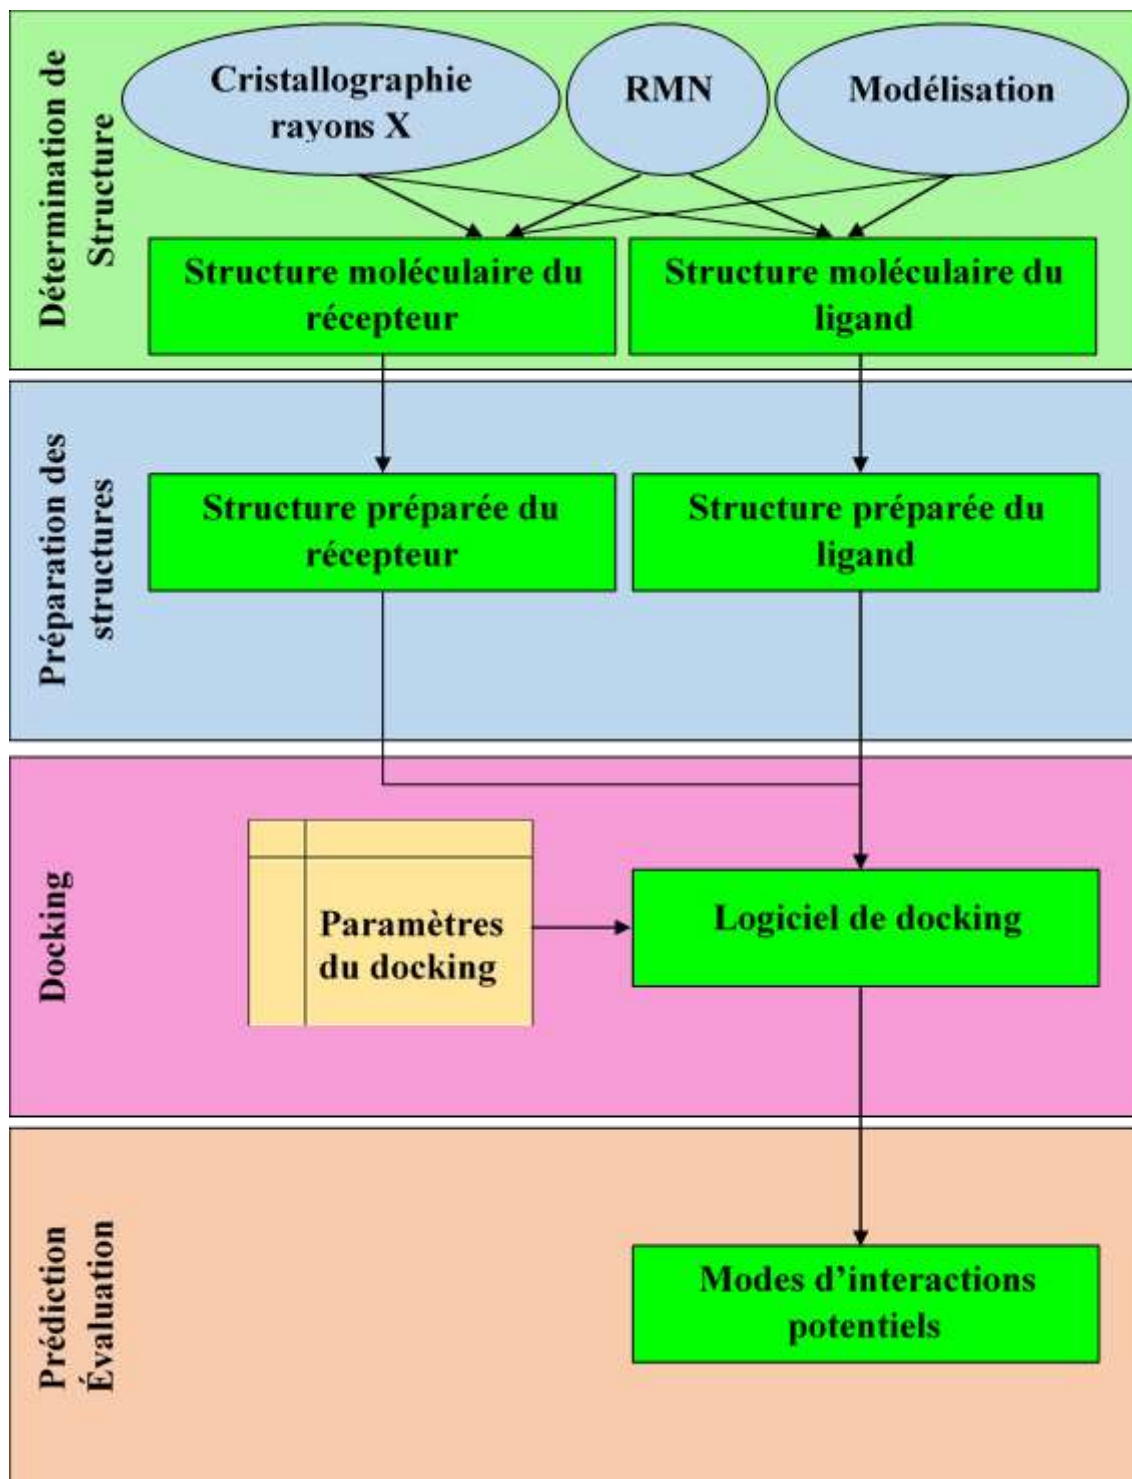 Détermination de
Structure
Cristallographie
rayons X
RMN
Modélisation
Structure moléculaire du
récepteur
Structure moléculaire du
ligand
Préparation des
structures
Structure préparée du
récepteur
Structure préparée du
ligand
Docking
Paramètres
du docking
Logiciel de docking
Prédiction
Évaluation
Modes d’interactions
potentiels